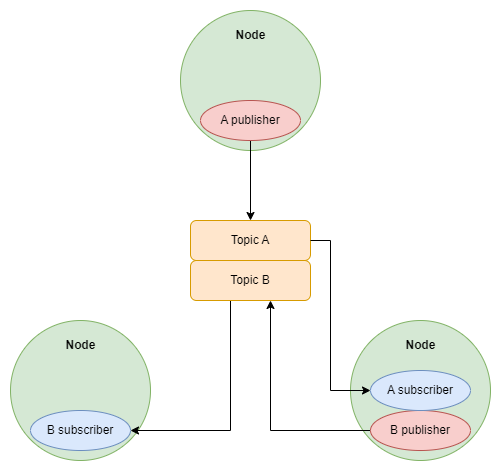 Node
A publisher
Topic A
Topic B
Node
B subscriber
Node
A subscriber
B publisher